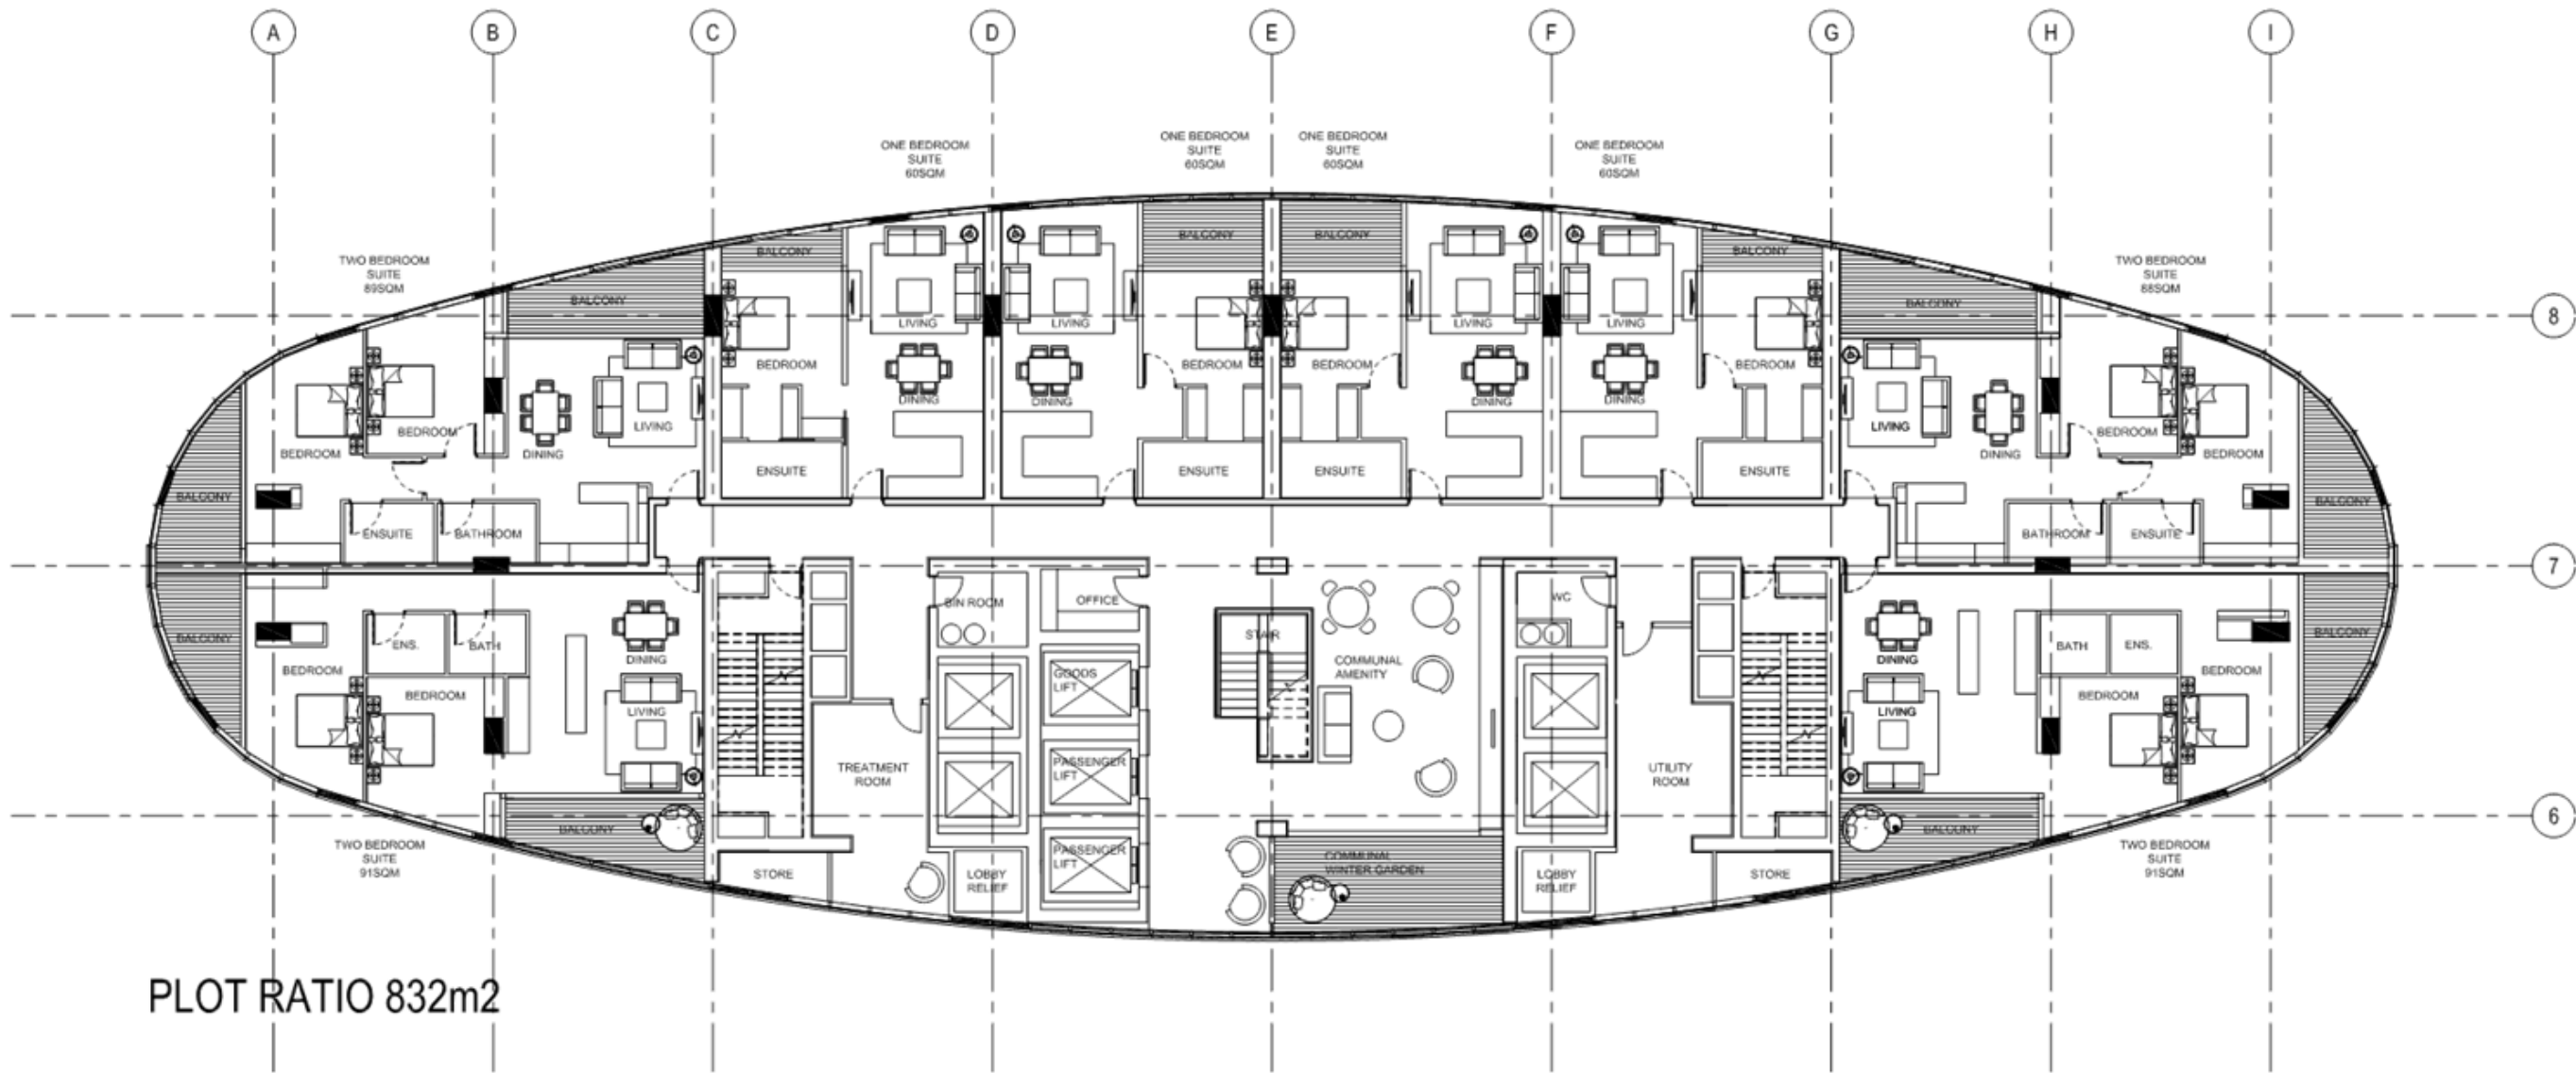 A B C D E F G H I
ONE BEDROOM
SUITE
60SQM
ONE BEDROOM
SUITE
60SQM
ONE BEDROOM
SUITE
60SQM
ONE BEDROOM
SUITE
60SQM
TWO BEDROOM
SUITE
89SQM
TWO BEDROOM
SUITE
88SQM
BALCONY
BALCONY
BALCONY
BALCONY
BALCONY
BALCONY
8
LIVING
LIVING
LIVING
LIVING
BEDROOM
BEDROOM
BEDROOM
BEDROOM
DINING
DINING
DINING
DINING
BEDROOM
BEDROOM
DINING
LIVING
LIVING
DINING
BEDROOM
BEDROOM
ENSUITE
ENSUITE
ENSUITE
ENSUITE
BALCONY
BALCONY
ENSUITE
BATHROOM
BATHROOM
ENSUITE
7
BIN ROOM
OFFICE
WC
BALCONY
BALCONY
STAIR
ENS.
BATH
DINING
DINING
BATH
ENS.
COMMUNAL
AMENITY
BEDROOM
BEDROOM
LIVING
LIVING
BEDROOM
BEDROOM
GOODS
LIFT
TREATMENT
ROOM
PASSENGER
LIFT
UTILITY
ROOM
6
BALCONY
BALCONY
TWO BEDROOM
SUITE
91SQM
TWO BEDROOM
SUITE
91SQM
STORE
LOBBY
RELIEF
PASSENGER
LIFT
COMMUNAL
WINTER GARDEN
LOBBY
RELIEF
STORE
PLOT RATIO 832m2